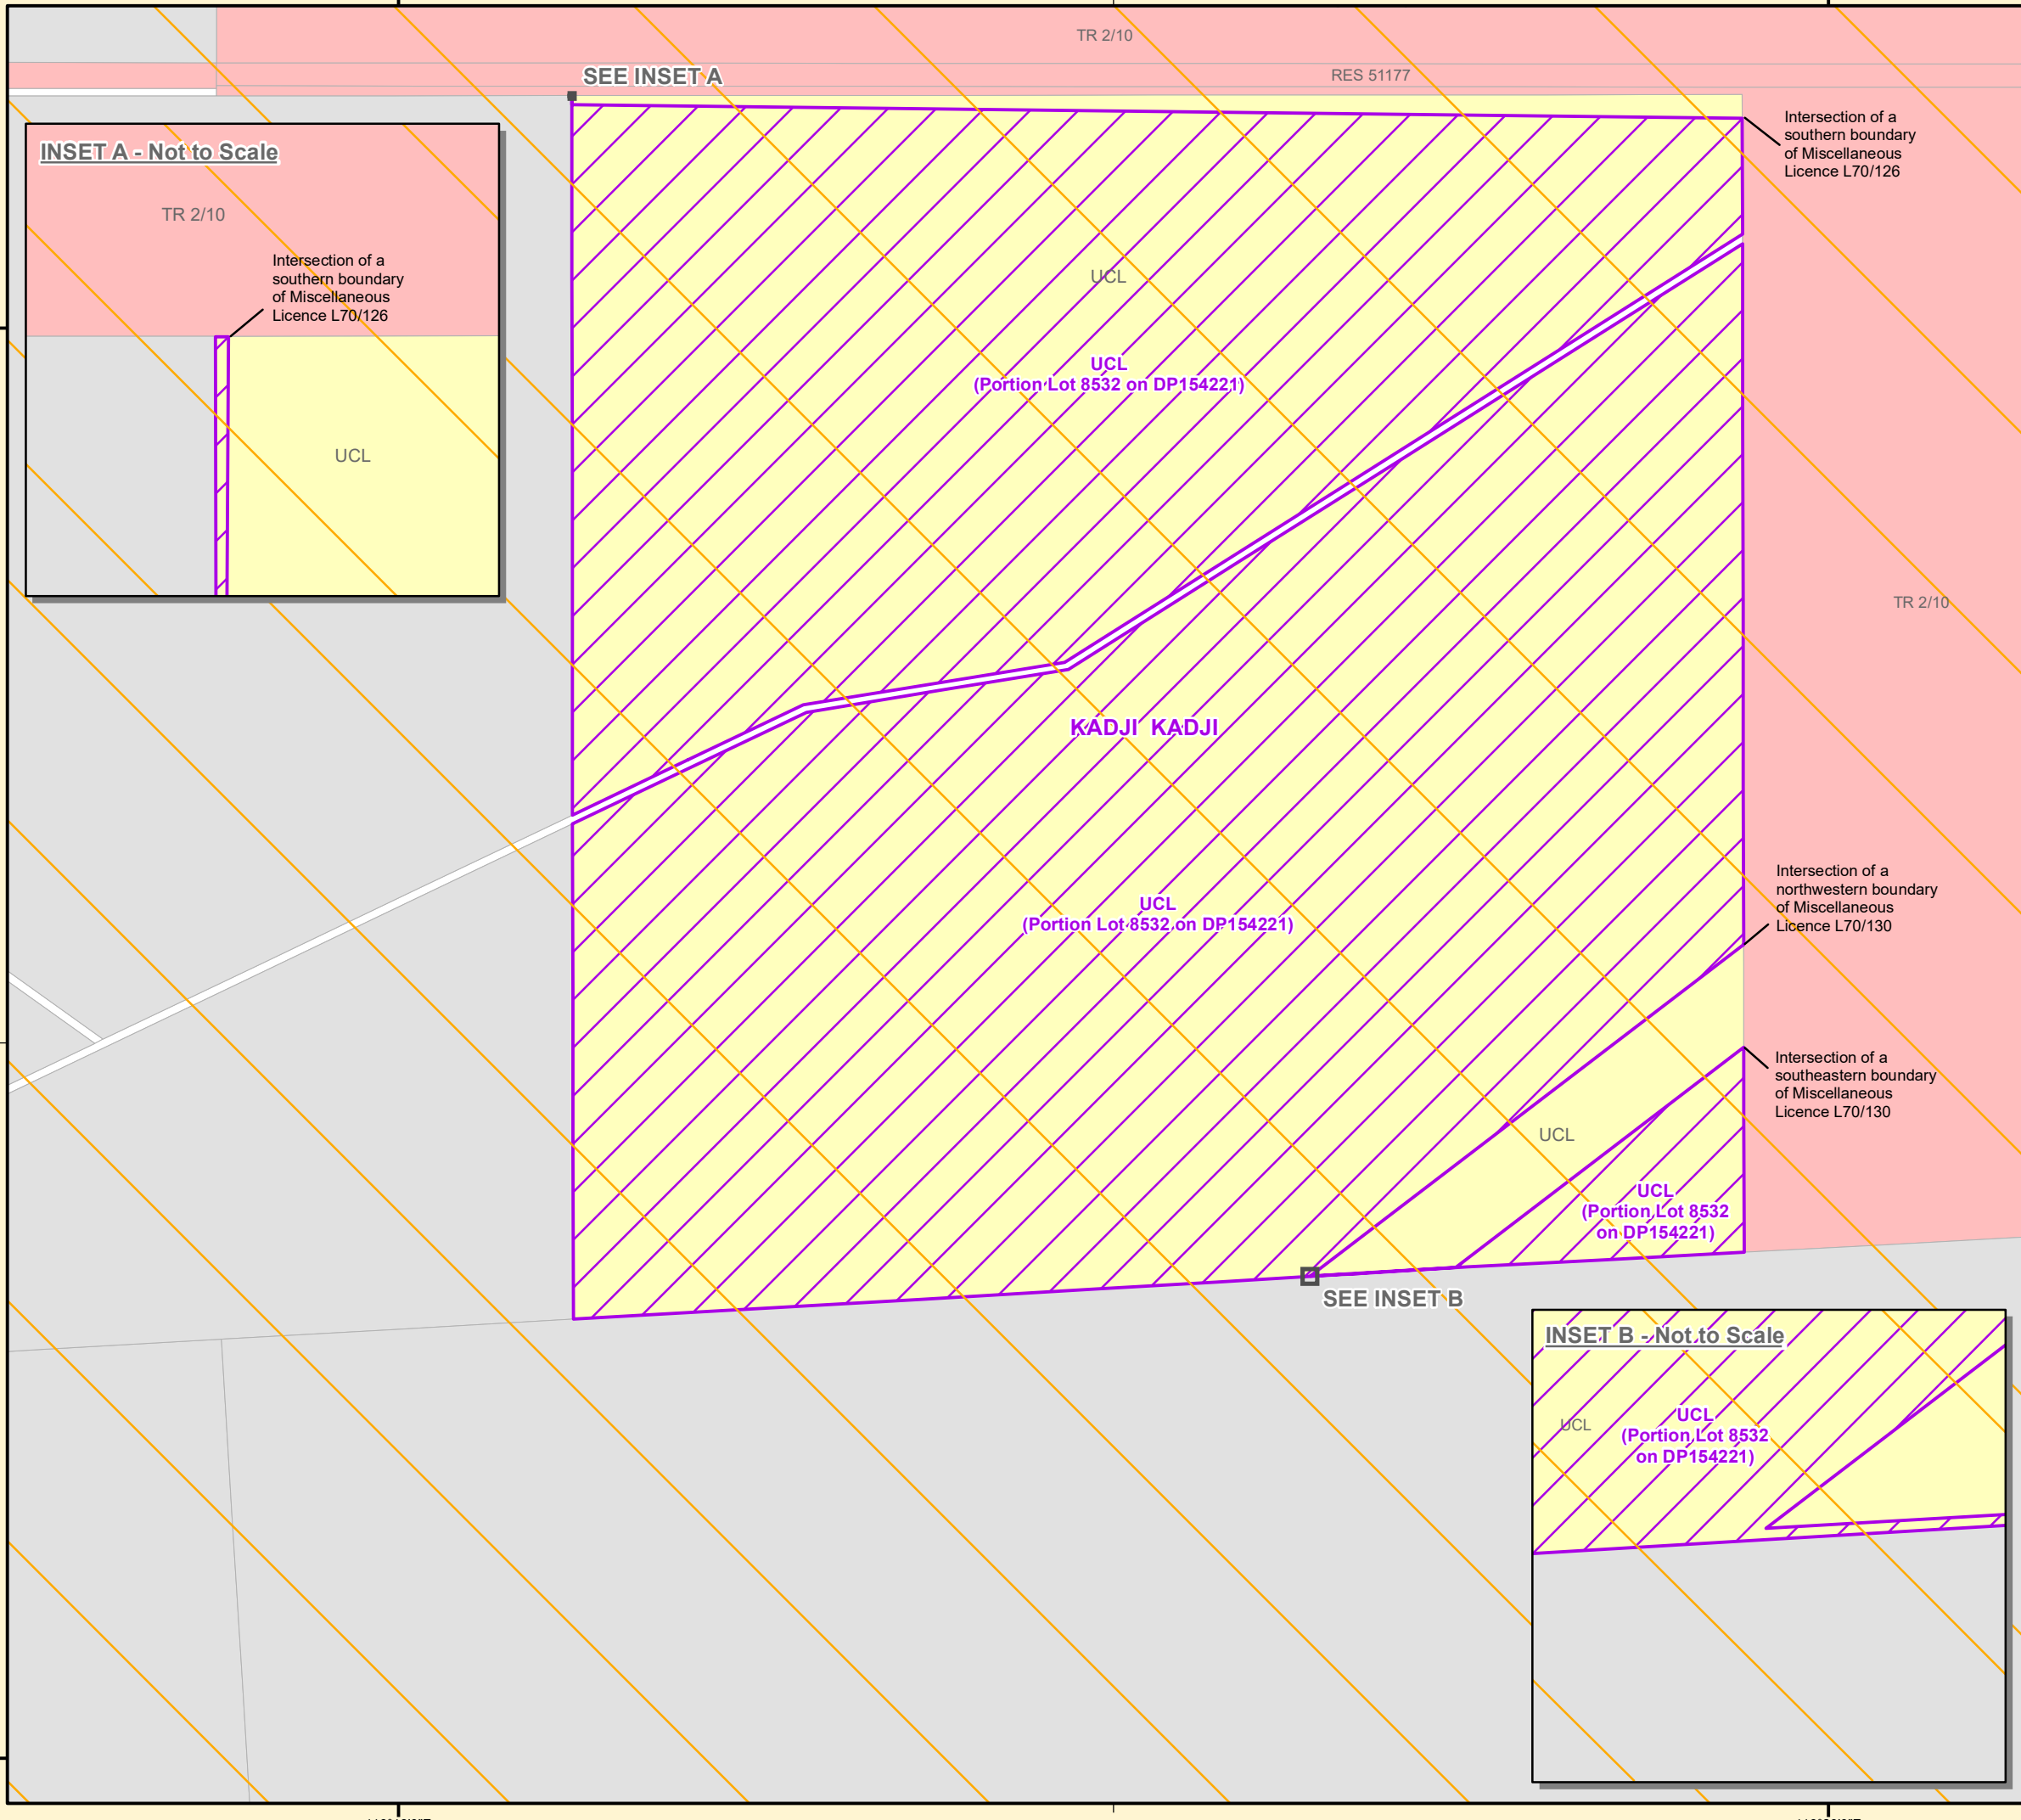 TR 2/10
RES 51177
SEE INSET A
Intersection of a
southern boundary
of Miscellaneous
Licence L70/126
INSET A - Not to Scale
TR 2/10
Intersection of a
southern boundary
of Miscellaneous
Licence L70/126
UCL
UCL
UCL
(Portion Lot 8532 on DP154221)
TR 2/10
KADJI KADJI
UCL
(Portion Lot 8532 on DP154221)
Intersection of a
northwestern boundary
of Miscellaneous
Licence L70/130
Intersection of a
southeastern boundary
of Miscellaneous
Licence L70/130
UCL
UCL
(Portion Lot 8532
on DP154221)
SEE INSET B
INSET B - Not to Scale
UCL
UCL
(Portion Lot 8532
on DP154221)